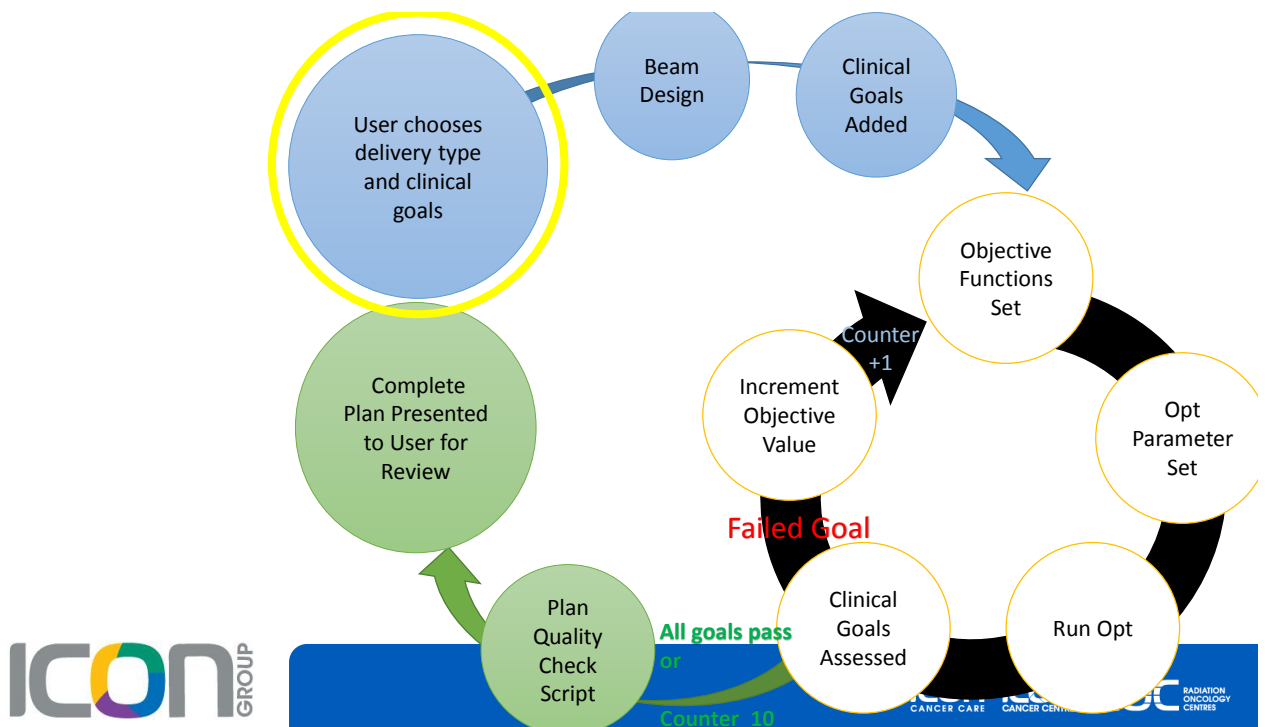 User chooses
delivery type
and clinical
goals
Beam
Design
Clinical
Goals
Added
Objective
Functions
Set
Opt
Parameter
Set
Run Opt
Clinical
Goals
Assessed
Failed Goal
Increment
Objective
Value
Counter
+1
All goals pass
or
Counter 10
Plan
Quality
Check
Script
Complete
Plan Presented
to User for
Review
ICON
GROUP
CANCER CARE
CANCER CENTR
RADIATION
ONCOLOGY
CENTRES